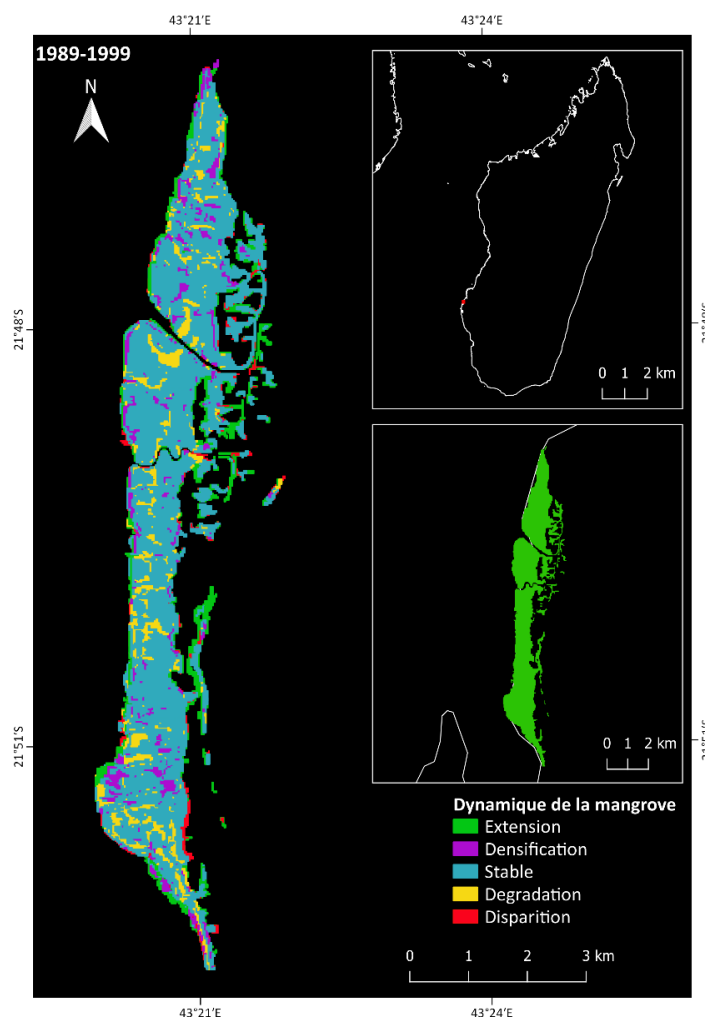 43°21′E
43°24′E
1989-1999
N
21°48′S
0 1 2 km
21°51′S
0 1 2 km
Dynamique de la mangrove
Extension
Densification
Stable
Degradation
Disparition
0 1 2 3 km
43°21′E
43°24′E